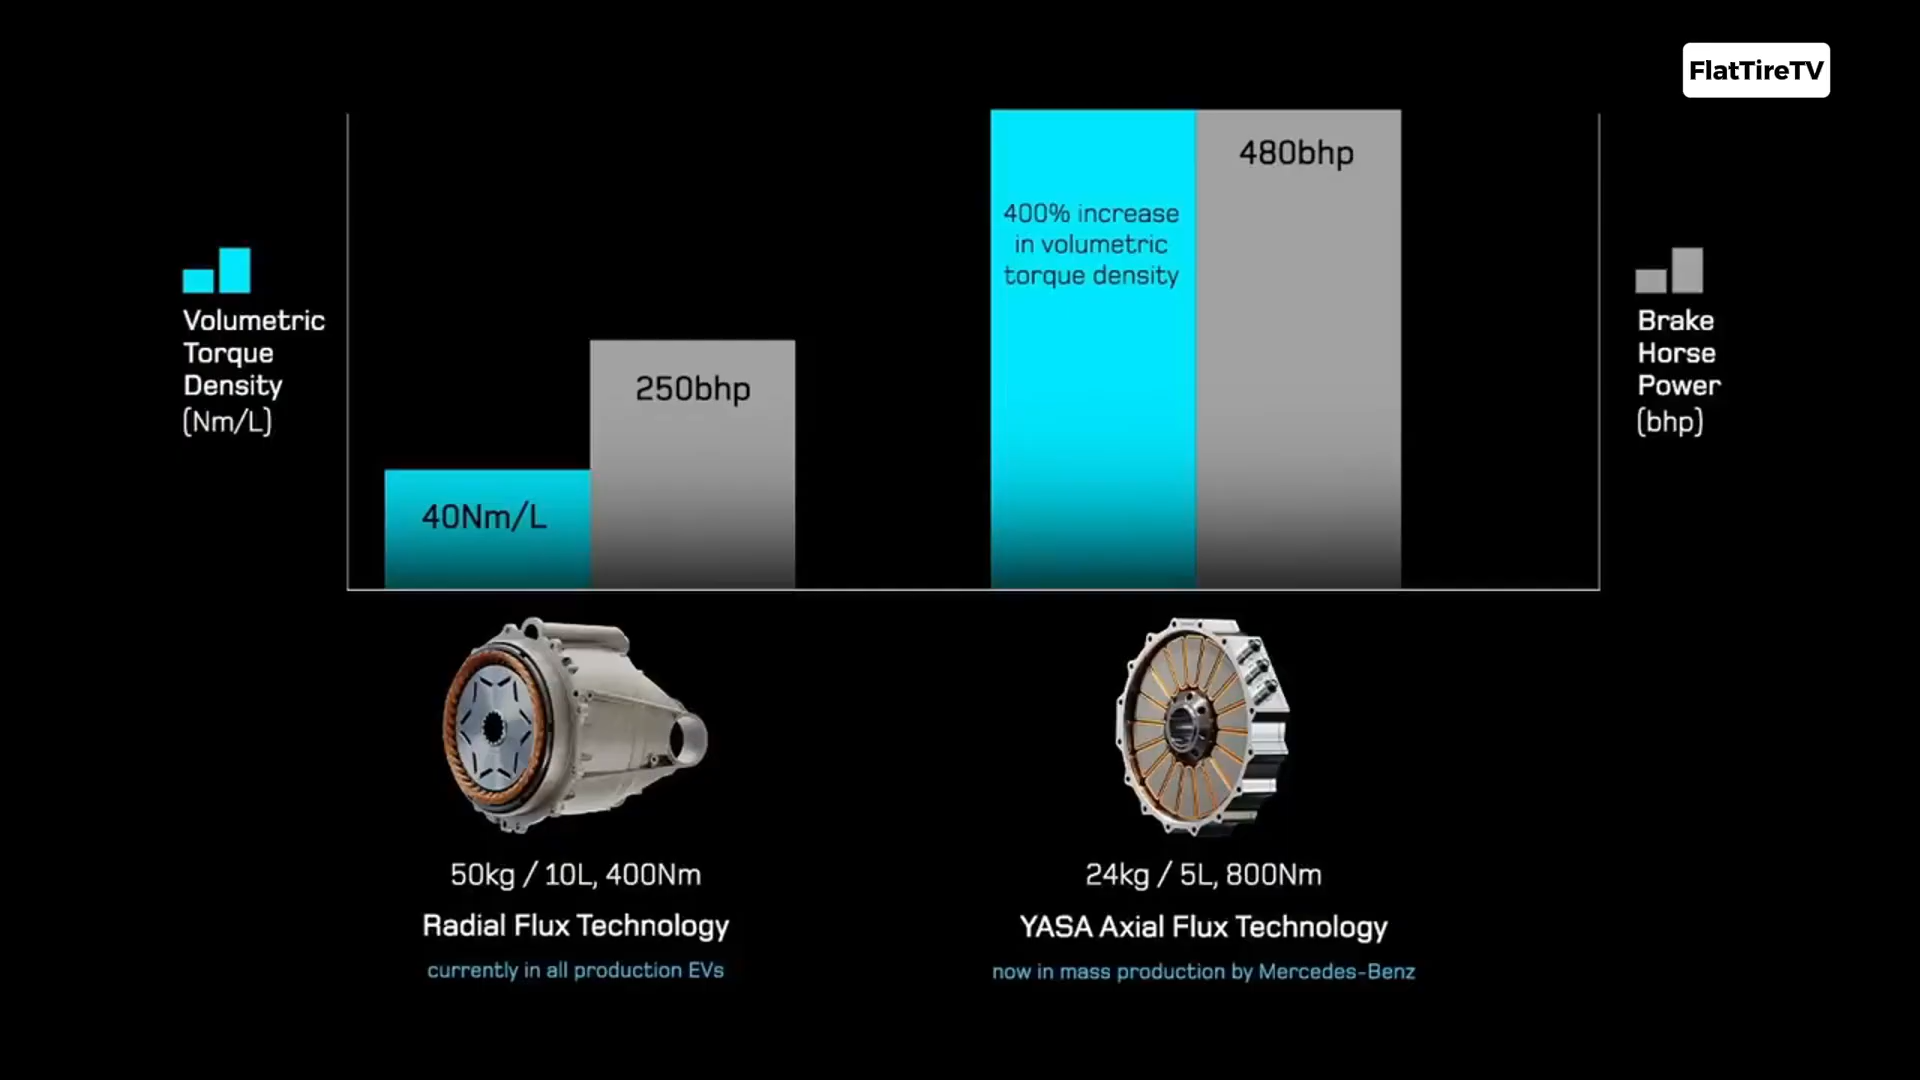 FlatTireTV
480bhp
400% increase
in volumetric
torque density
Volumetric
Torque
Density
(Nm/L)
250bhp
40Nm/L
Brake
Horse
Power
(bhp)
50kg / 10L, 400Nm
Radial Flux Technology
currently in all production EVs
24kg / 5L, 800Nm
YASA Axial Flux Technology
now in mass production by Mercedes-Benz